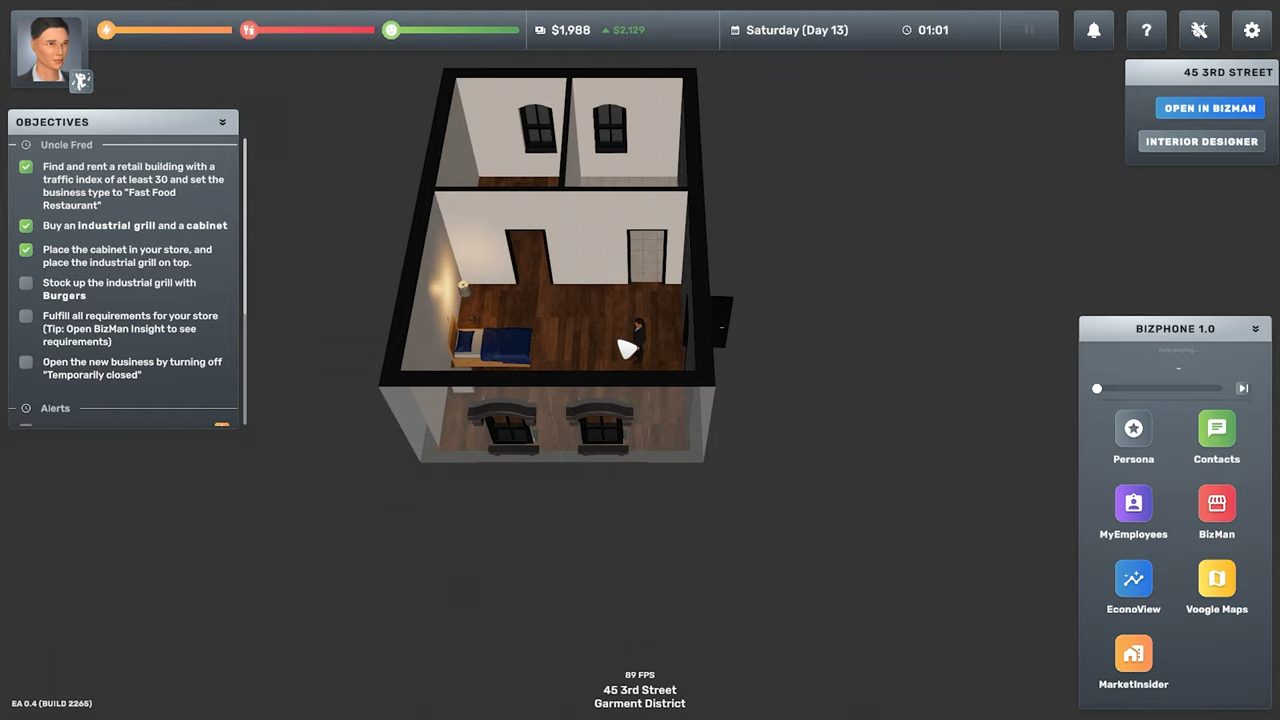 $1,988
$2,129
Saturday (Day 13)
01:01
?
45 3RD STREET
OPEN IN BIZMAN
INTERIOR DESIGNER
OBJECTIVES
Uncle Fred
Find and rent a retail building with a
traffic index of at least 30 and set the
business type to "Fast Food
Restaurant"
Buy an industrial grill and a cabinet
Place the cabinet in your store, and
place the industrial grill on top.
Stock up the industrial grill with
Burgers
Fulfill all requirements for your store
(Tip: Open BizMan Insight to see
requirements)
Open the new business by turning off
"Temporarily closed"
Alerts
BIZPHONE 1.0
Now playing...
-
Persona
Contacts
MyEmployees
BizMan
EconoView
Voogle Maps
MarketInsider
89 FPS
45 3rd Street
Garment District
EA 0.4 (BUILD 2265)